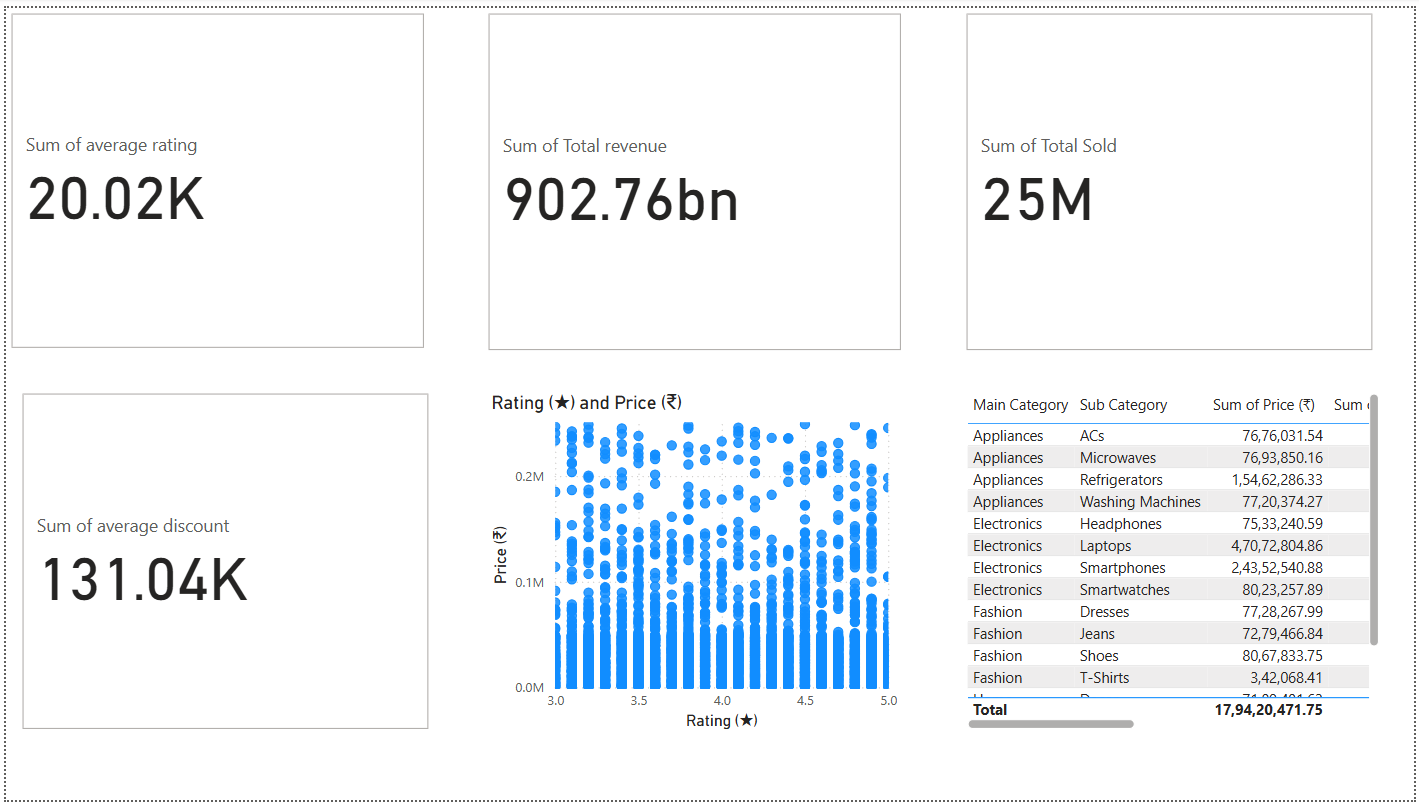 Sum of average rating
20.02K
Sum of Total revenue
902.76bn
Sum of Total Sold
25M
Sum of average discount
131.04K
Rating (★) and Price (₹)
Price (₹)
0.2M
0.1M
0.0M
3.0 3.5 4.0 4.5 5.0
Rating (★)
Main Category Sub Category Sum of Price (₹) Sum
Appliances ACs 76,76,031.54
Appliances Microwaves 76,93,850.16
Appliances Refrigerators 1,54,62,286.33
Appliances Washing Machines 77,20,374.27
Electronics Headphones 75,33,240.59
Electronics Laptops 4,70,72,804.86
Electronics Smartphones 2,43,52,540.88
Electronics Smartwatches 80,23,257.89
Fashion Dresses 77,28,267.99
Fashion Jeans 72,79,466.84
Fashion Shoes 80,67,833.75
Fashion T-Shirts 3,42,068.41
Total 17,94,20,471.75